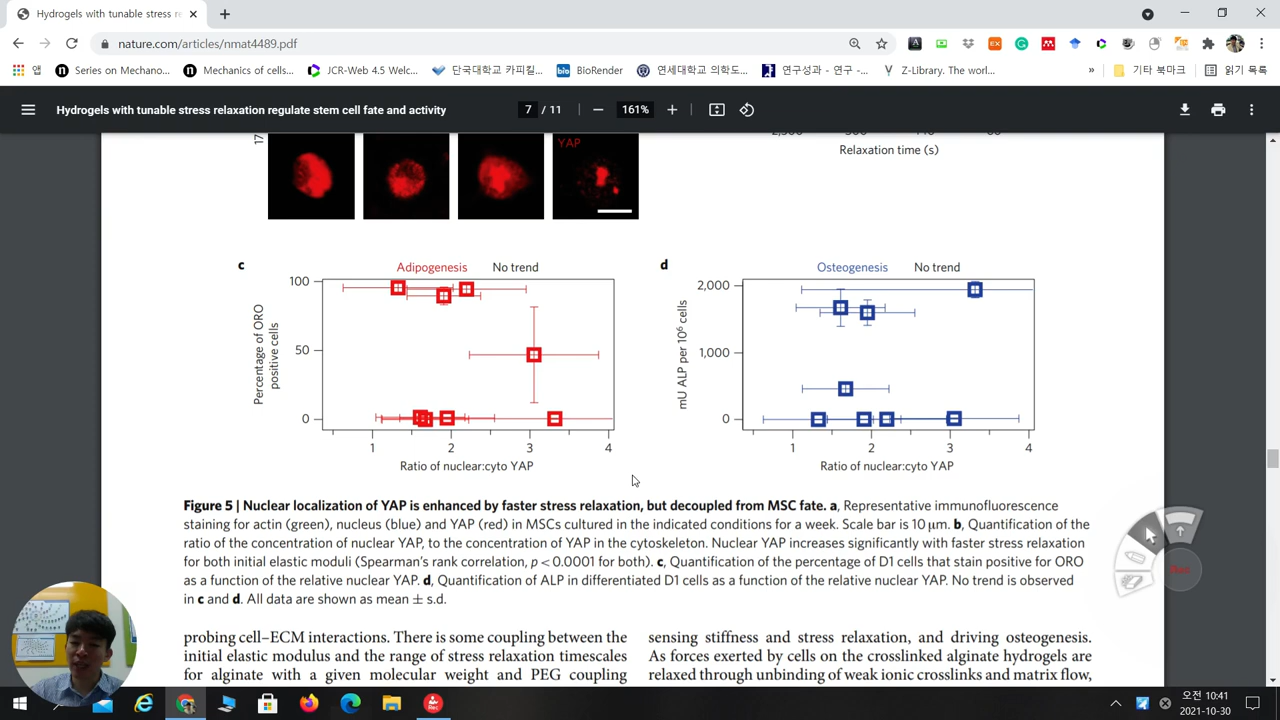 Hydrogels with tunable stress re
nature.com/articles/nmat4489.pdf
앱 Series on Mechano... Mechanics of cells... JCR-Web 4.5 Welc... 단국대학교 카피킬... BioRender 연세대학교 의학도... 연구성과 - 연구 -... Z-Library. The worl... » 기타 북마크 읽기 목록
Hydrogels with tunable stress relaxation regulate stem cell fate and activity 7 / 11 161%
17
YAP
Relaxation time (s)
c Adipogenesis No trend
100
50
0
Percentage of ORO
positive cells
1 2 3 4
Ratio of nuclear:cyto YAP
d Osteogenesis No trend
2,000
1,000
0
mU ALP per 10⁶ cells
1 2 3 4
Ratio of nuclear:cyto YAP
Figure 5 | Nuclear localization of YAP is enhanced by faster stress relaxation, but decoupled from MSC fate. a, Representative immunofluorescence
staining for actin (green), nucleus (blue) and YAP (red) in MSCs cultured in the indicated conditions for a week. Scale bar is 10 μm. b, Quantification of the
ratio of the concentration of nuclear YAP, to the concentration of YAP in the cytoskeleton. Nuclear YAP increases significantly with faster stress relaxation
for both initial elastic moduli (Spearman's rank correlation, p < 0.0001 for both). c, Quantification of the percentage of D1 cells that stain positive for ORO
as a function of the relative nuclear YAP. d, Quantification of ALP in differentiated D1 cells as a function of the relative nuclear YAP. No trend is observed
in c and d. All data are shown as mean ± s.d.
probing cell–ECM interactions. There is some coupling between the
initial elastic modulus and the range of stress relaxation timescales
for alginate with a given molecular weight and PEG coupling
sensing stiffness and stress relaxation, and driving osteogenesis.
As forces exerted by cells on the crosslinked alginate hydrogels are
relaxed through unbinding of weak ionic crosslinks and matrix flow,
오전 10:41
2021-10-30